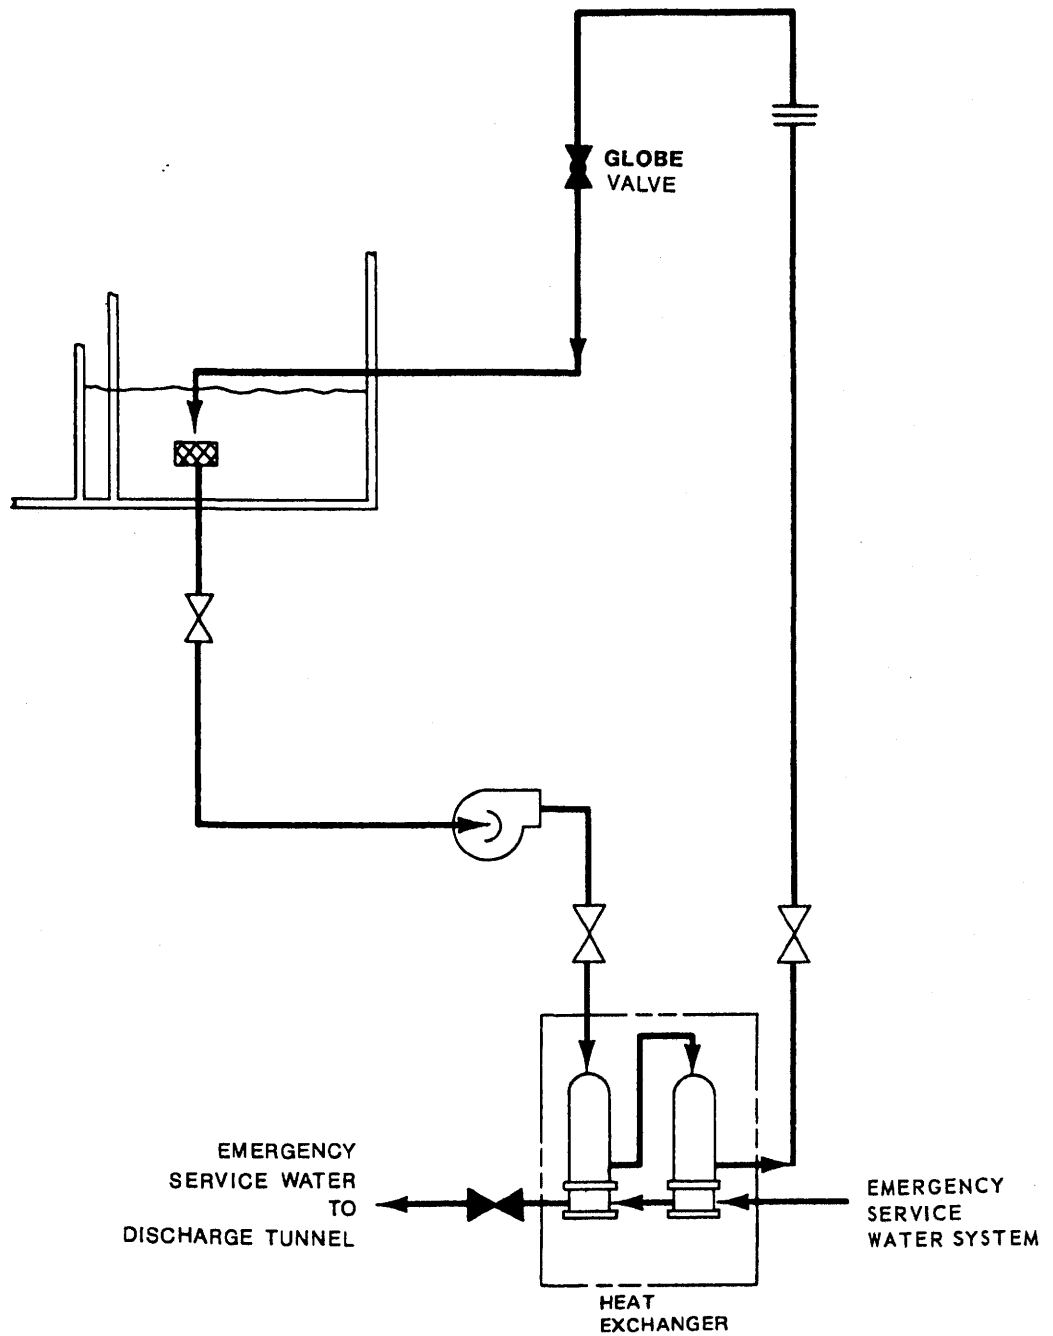 GLOBE
VALVE
EMERGENCY
SERVICE WATER
TO
DISCHARGE TUNNEL
EMERGENCY
SERVICE
WATER SYSTEM
HEAT
EXCHANGER